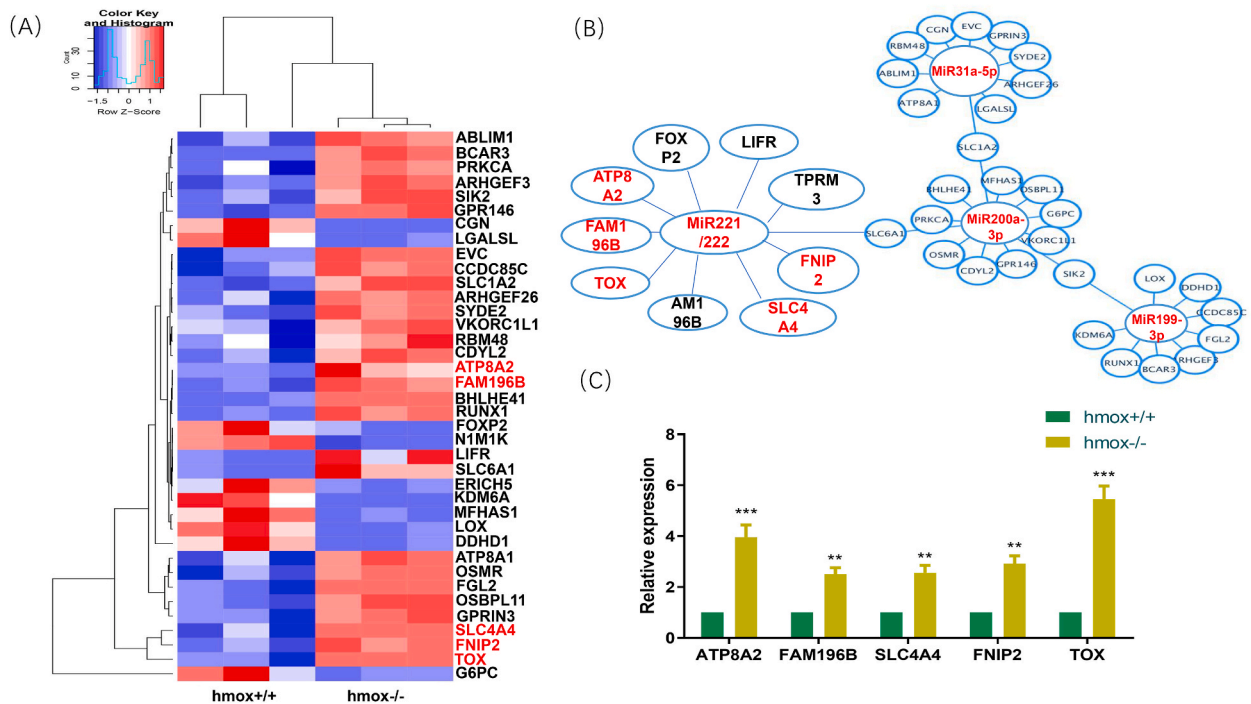 (A)
Color Key
and Histogram
Count
0 10 30
−1.5 0 1
Row Z−Score
ABLIM1
BCAR3
PRKCA
ARHGEF3
SIK2
GPR146
CGN
LGALSL
EVC
CCDC85C
SLC1A2
ARHGEF26
SYDE2
VKORC1L1
RBM48
CDYL2
ATP8A2
FAM196B
BHLHE41
RUNX1
FOXP2
N1M1K
LIFR
SLC6A1
ERICH5
KDM6A
MFHAS1
LOX
DDHD1
ATP8A1
OSMR
FGL2
OSBPL11
GPRIN3
SLC4A4
FNIP2
TOX
G6PC
hmox+/+ hmox-/-
(B)
FOX
P2
LIFR
ATP8
A2
TPRM
3
FAM1
96B
MiR221
/222
TOX
FNIP
2
AM1
96B
SLC4
A4
EVC
CGN
GPRIN3
RBM48
SYDE2
MiR31a-5p
ABLIM1
ARHGEF26
ATP8A1
LGALSL
SLC1A2
MFHAS1
BHLHE41
OSBPL11
PRKCA
G6PC
MiR200a-
3p
SLC6A1
VKORC1L1
OSMR
GPR146
CDYL2
SIK2
LOX
DDHD1
CCDC85C
MiR199-
3p
KDM6A
FGL2
RUNX1
RHGEF3
BCAR3
(C)
hmox+/+
hmox-/-
Relative expression
8
6
4
2
0
***
**
**
**
***
ATP8A2 FAM196B SLC4A4 FNIP2 TOX